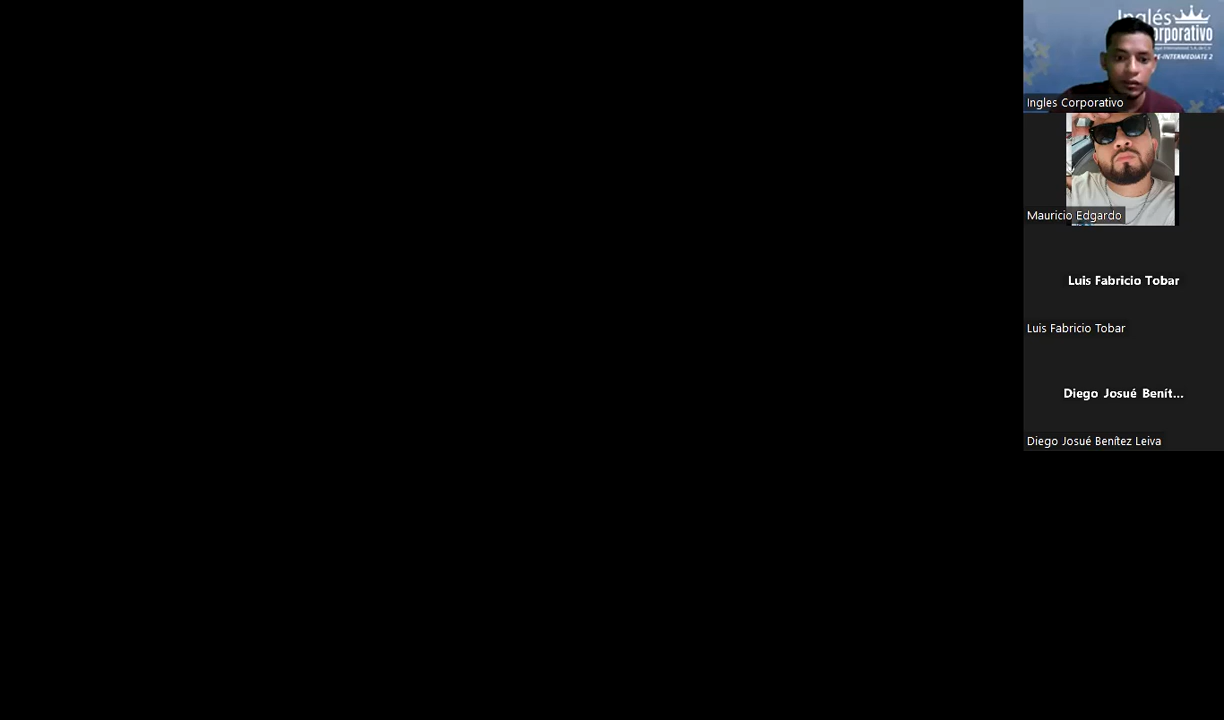 Inglés
orporativo
E-INTERMEDIATE 2
Ingles Corporativo
Mauricio Edgardo
Luis Fabricio Tobar
Luis Fabricio Tobar
Diego Josué Benít...
Diego Josué Benítez Leiva